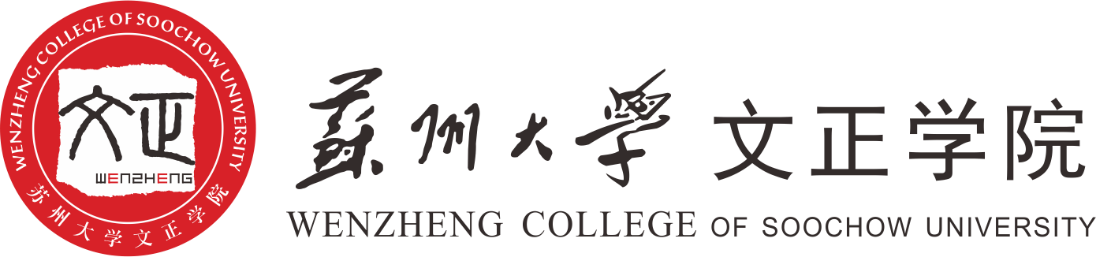 WENZHENG COLLEGE OF SOOCHOW UNIVERSITY
文正
WENZHENG
苏州大学文正学院
蘇州大學 文正学院
WENZHENG COLLEGE OF SOOCHOW UNIVERSITY